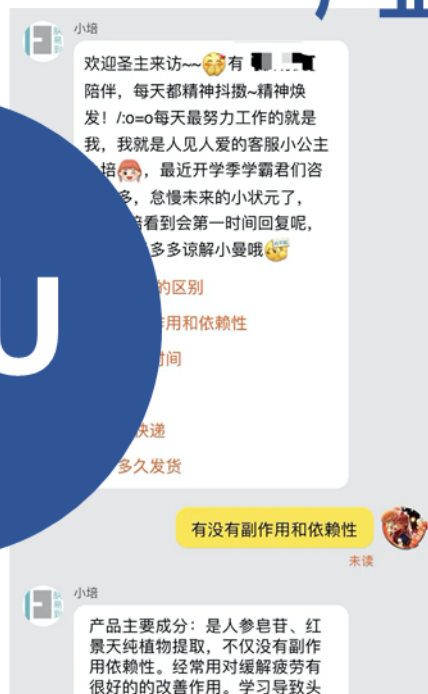 小培
欢迎圣主来访~~有
陪伴，每天都精神抖擞~精神焕
发！/:o=o每天最努力工作的就是
我，我就是人见人爱的客服小公主
培，最近开学季学霸君们咨
多，怠慢未来的小状元了，
看到会第一时间回复呢，
多多谅解小曼哦
的区别
用和依赖性
时间
快递
多久发货
有没有副作用和依赖性
未读
小培
产品主要成分：是人参皂苷、红
景天纯植物提取，不仅没有副作
用依赖性。经常用对缓解疲劳有
很好的的改善作用。学习导致头
U